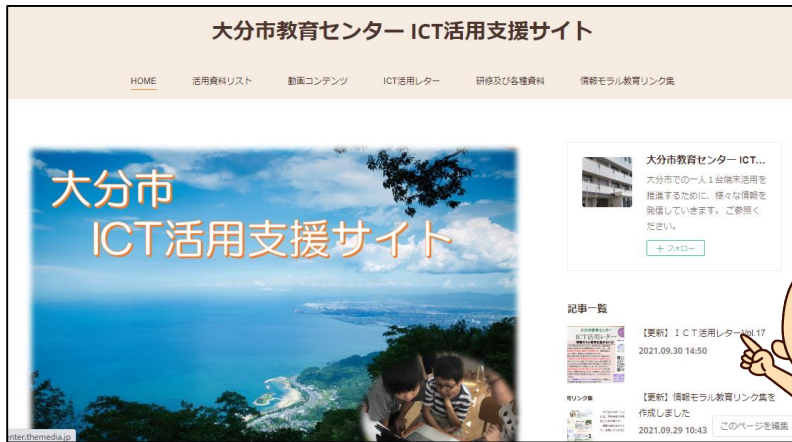 大分市教育センター ICT活用支援サイト
HOME 活用資料リスト 動画コンテンツ ICT活用レター 研修及び各種資料 情報モラル教育リンク集
大分市
ICT活用支援サイト
大分市教育センター ICT...
大分市での一人１台端末活用を
推進するために、様々な情報を
発信していきます。ご参照く
ださい。
＋ フォロー
記事一覧
【更新】ＩＣＴ活用レターVol.17
2021.09.30 14:50
【更新】情報モラル教育リンク集を
作成しました
2021.09.29 10:43
このページを編集
nter.themedia.jp